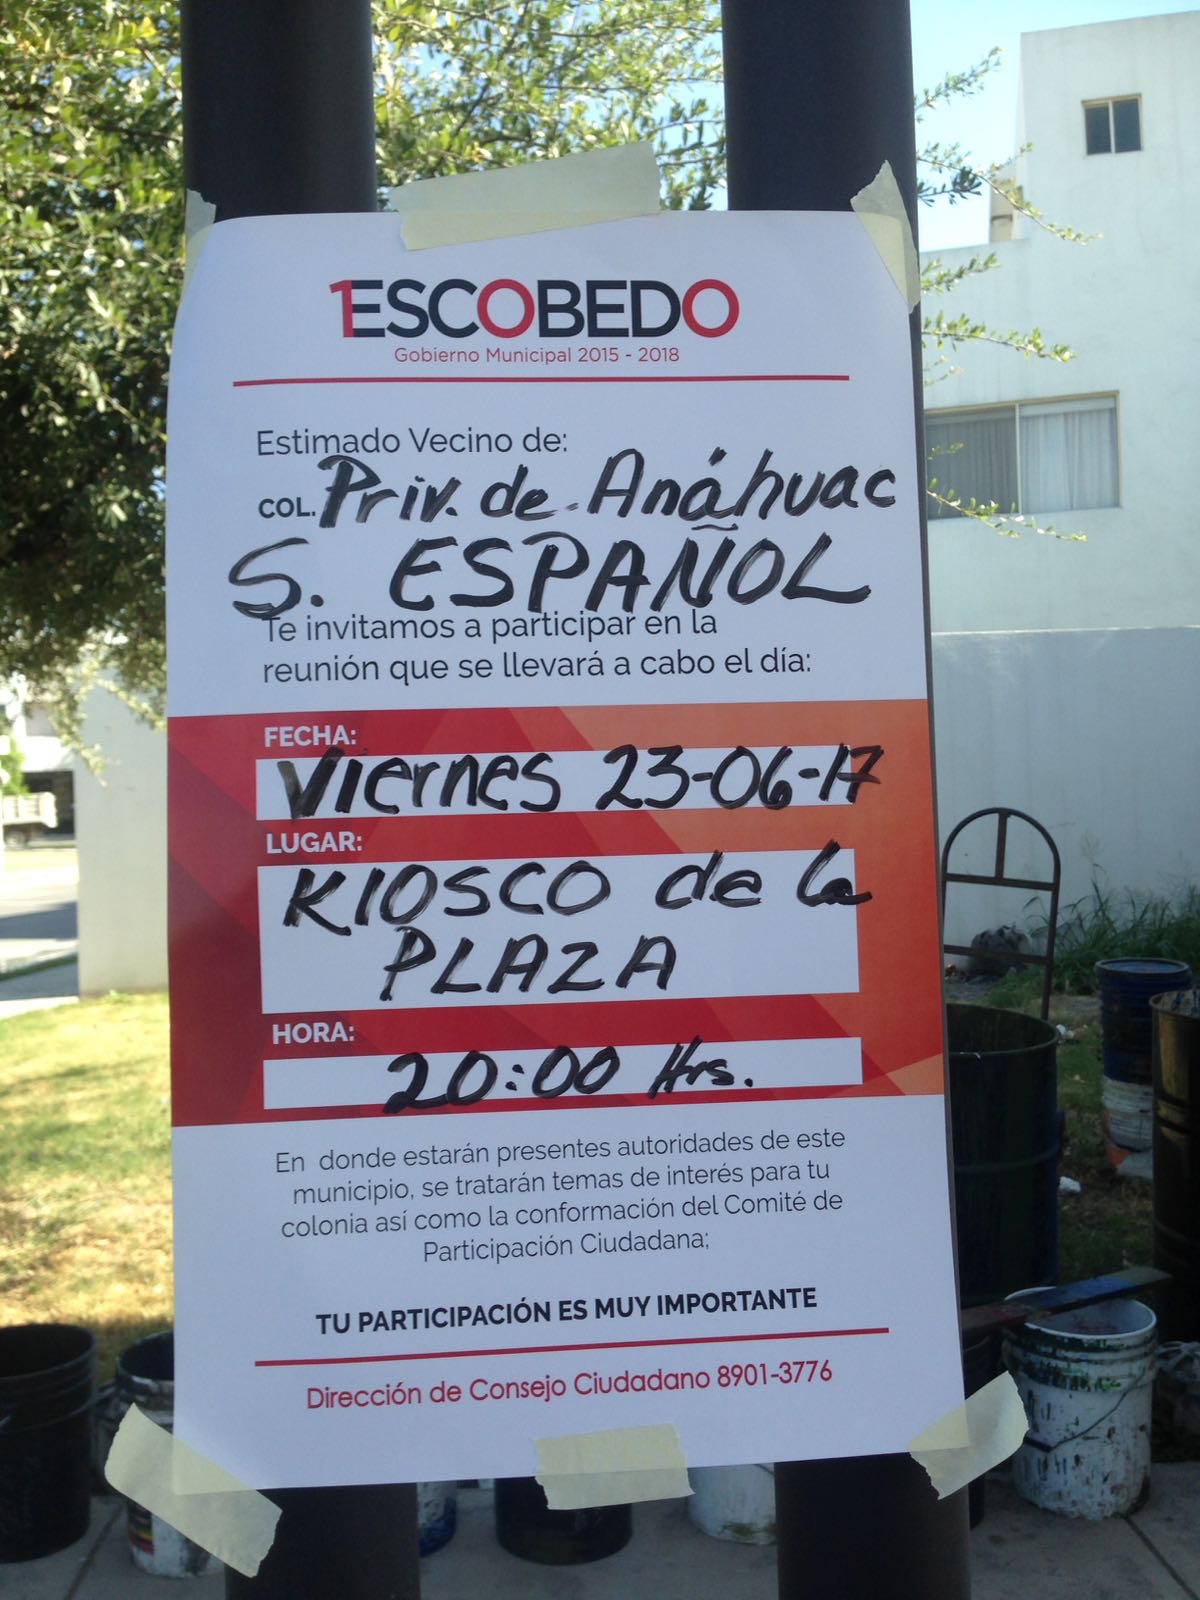 1ESCOBEDO
Gobierno Municipal 2015 - 2018
Estimado Vecino de:
COL. Priv. de Anáhuac
S. ESPAÑOL
Te invitamos a participar en la
reunión que se llevará a cabo el día:
FECHA:
Viernes 23-06-17
LUGAR:
KIOSCO de la
PLAZA
HORA:
20:00 Hrs.
En donde estarán presentes autoridades de este
municipio, se tratarán temas de interés para tu
colonia así como la conformación del Comité de
Participación Ciudadana;
TU PARTICIPACIÓN ES MUY IMPORTANTE
Dirección de Consejo Ciudadano 8901-3776